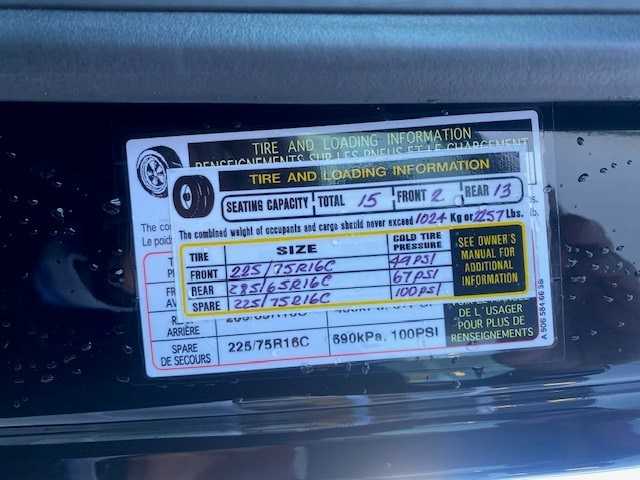 TIRE AND LOADING INFORMATION
RENSEIGNEMENTS SUR LES PNEUS ET LE CHARGEMENT
TIRE AND LOADING INFORMATION
SEATING CAPACITY TOTAL 15 FRONT 2 REAR 13
The combined weight of occupants and cargo should never exceed 1024 Kg or 2257 Lbs.
TIRE SIZE COLD TIRE PRESSURE
FRONT 225/75R16C 49 PSI
REAR 285/65R16C 67 PSI
SPARE 225/75R16C 100 PSI
SEE OWNER'S
MANUAL FOR
ADDITIONAL
INFORMATION
The co
Le poids
ARRIÈRE
SPARE
DE SECOURS 225/75R16C 690kPa. 100PSI
DE L'USAGER
POUR PLUS DE
RENSEIGNEMENTS